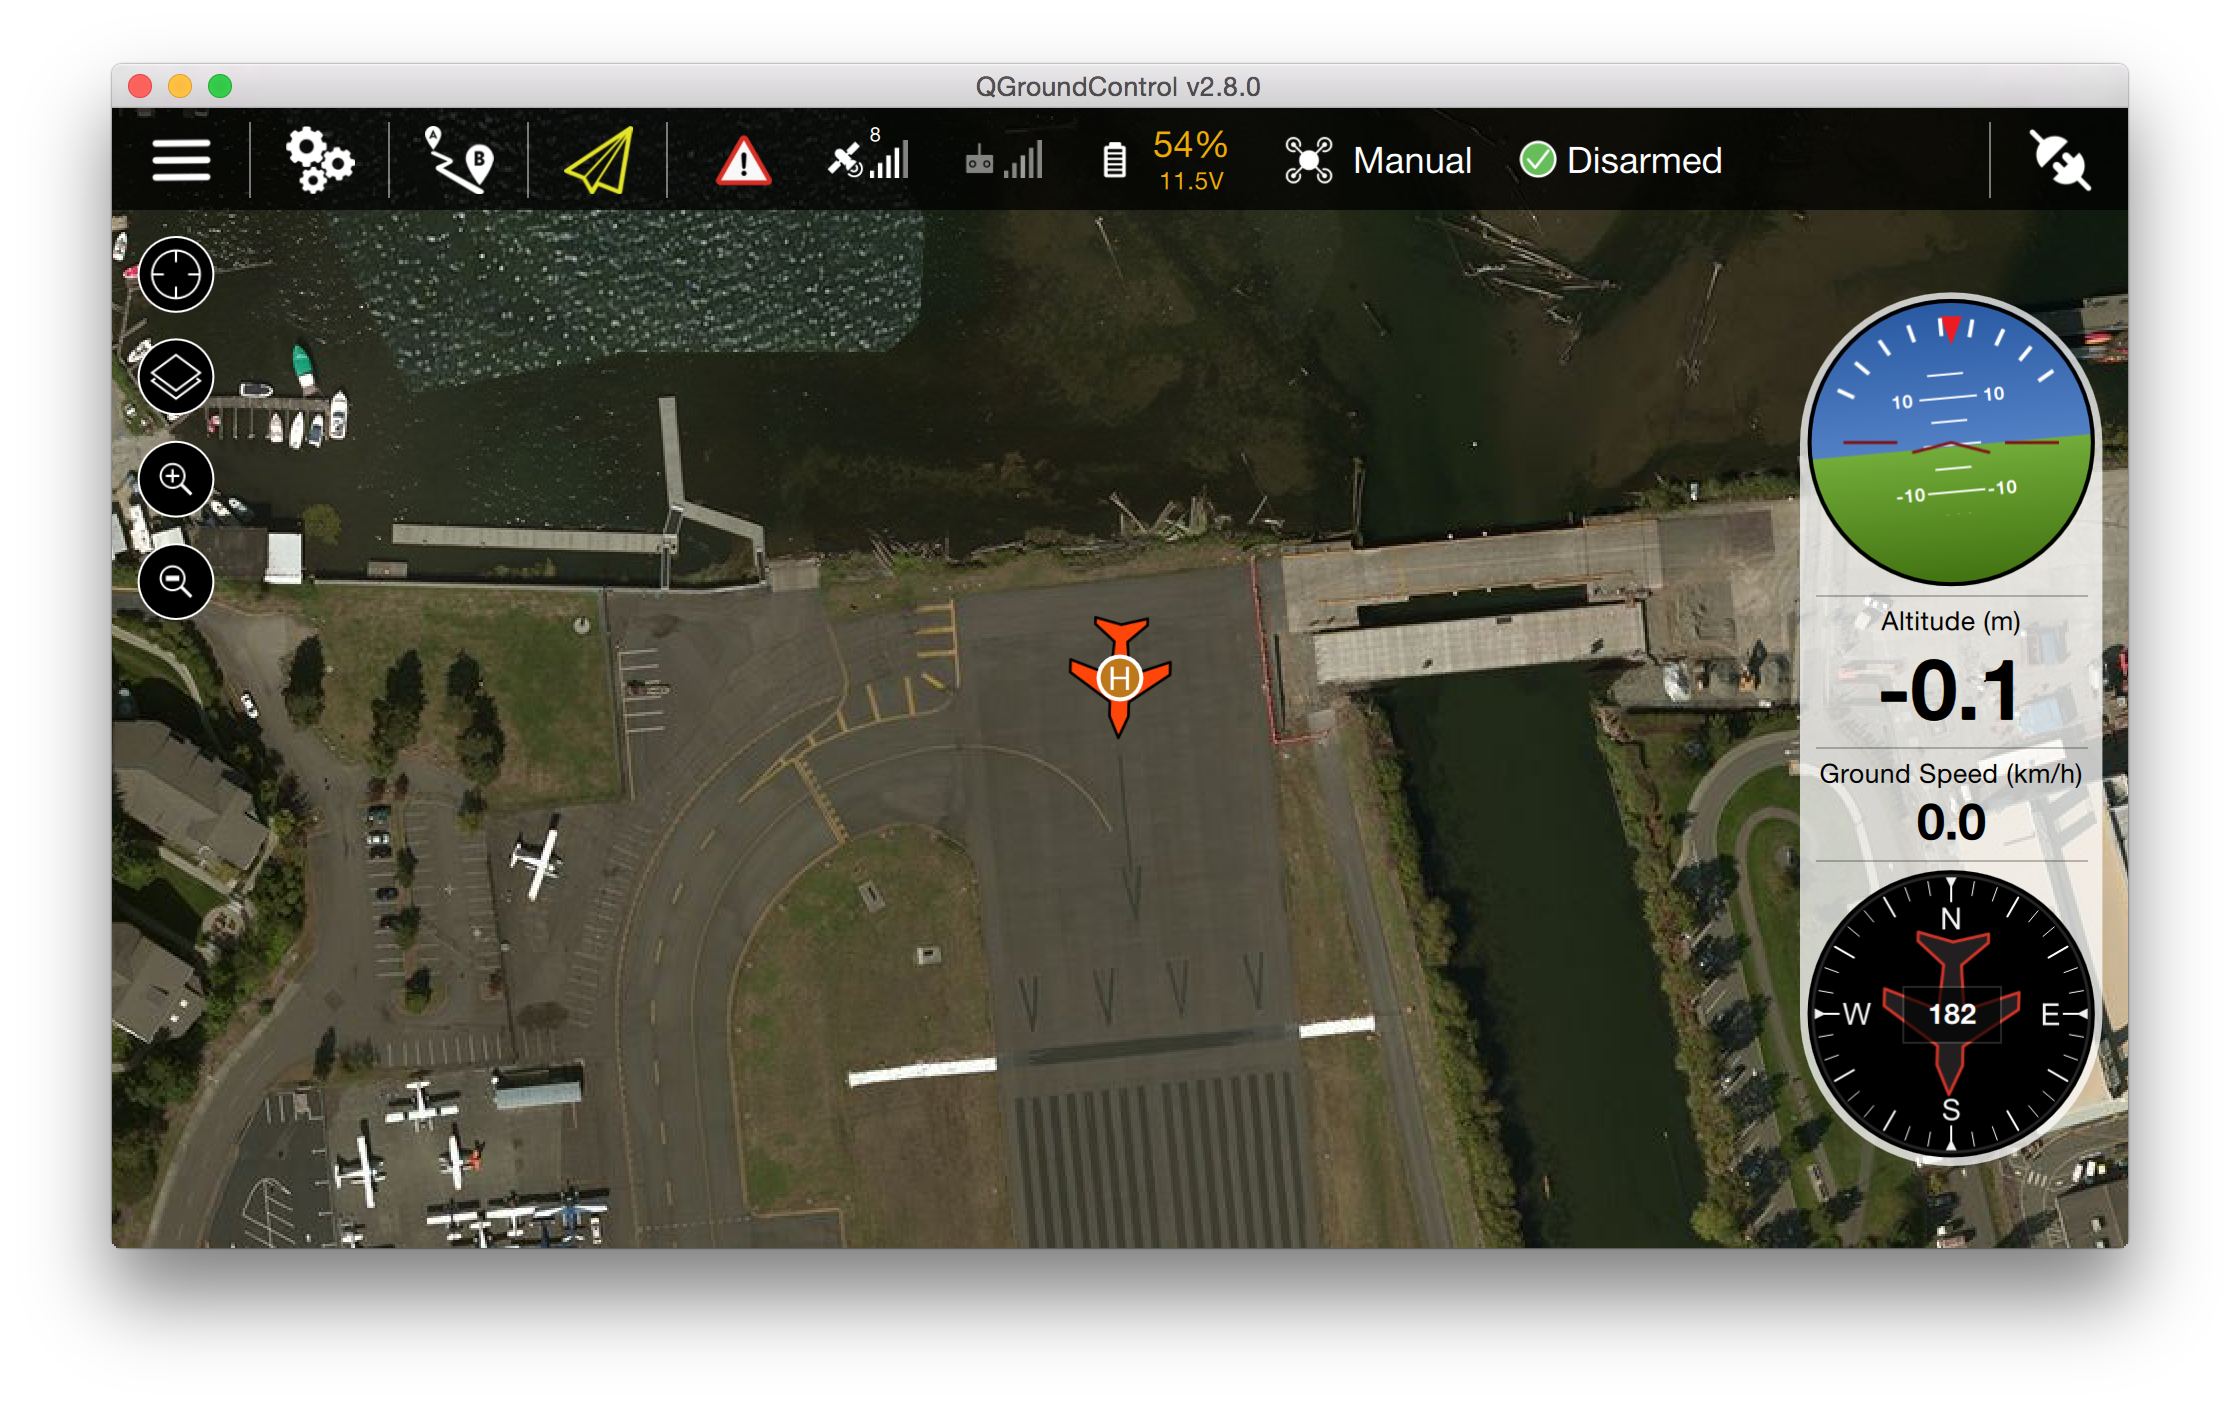 QGroundControl v2.8.0
A
B
8
54%
11.5V
Manual
Disarmed
10 10
-10 -10
H
Altitude (m)
-0.1
Ground Speed (km/h)
0.0
N
W 182 E
S